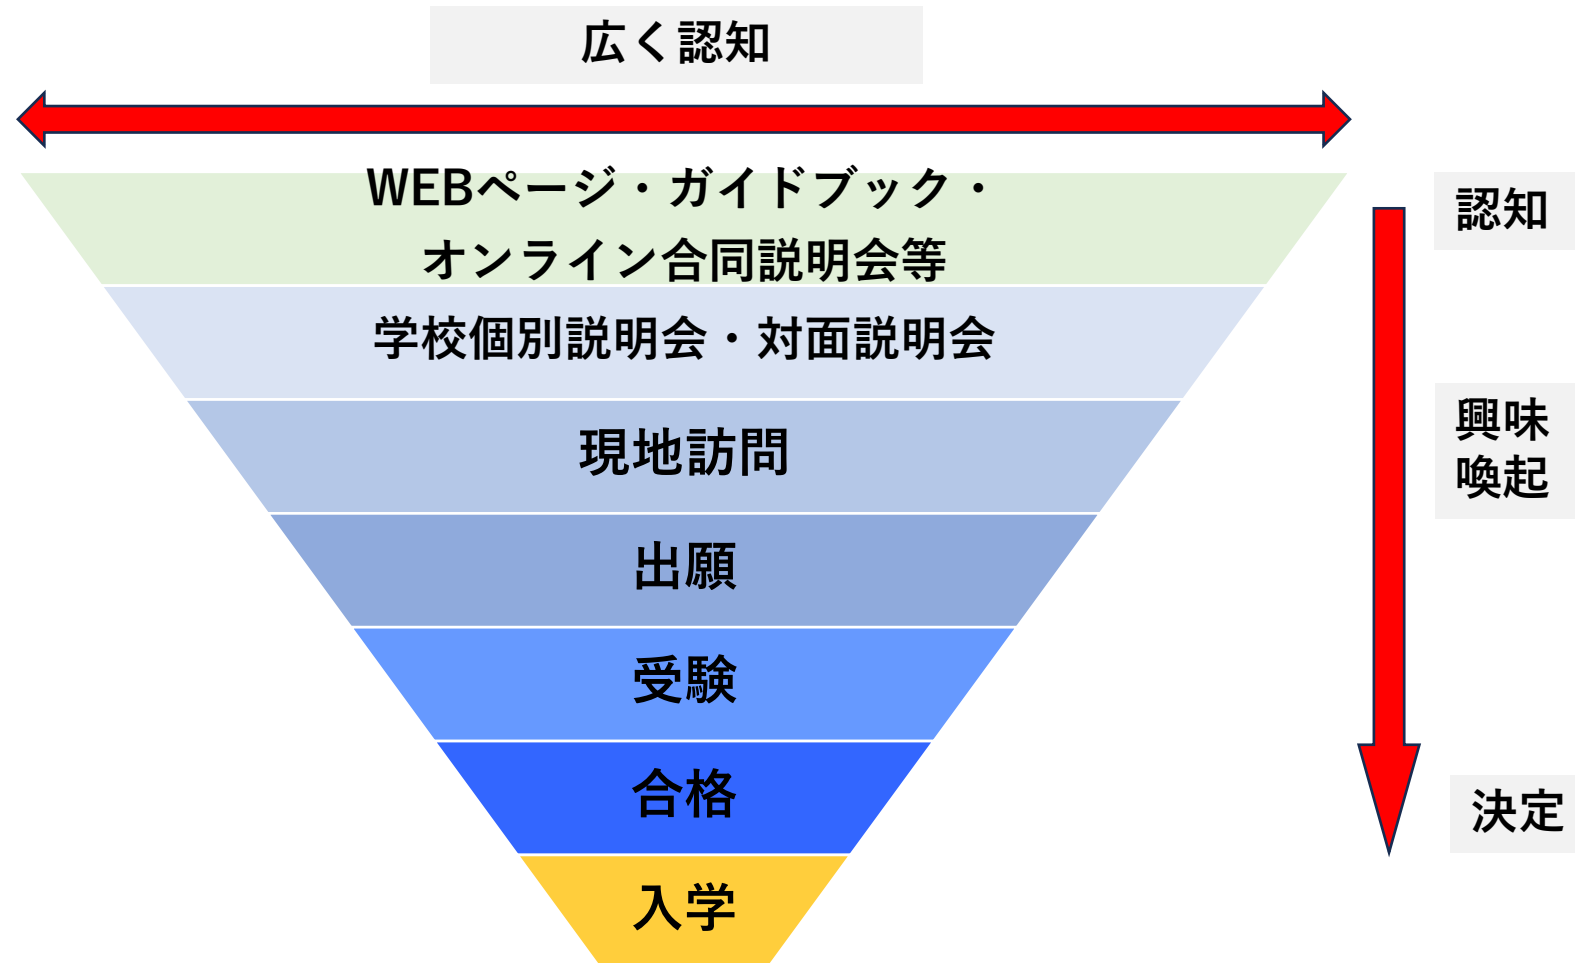 広く認知
WEBページ・ガイドブック・
オンライン合同説明会等
認知
学校個別説明会・対面説明会
現地訪問
興味
喚起
出願
受験
合格
決定
入学